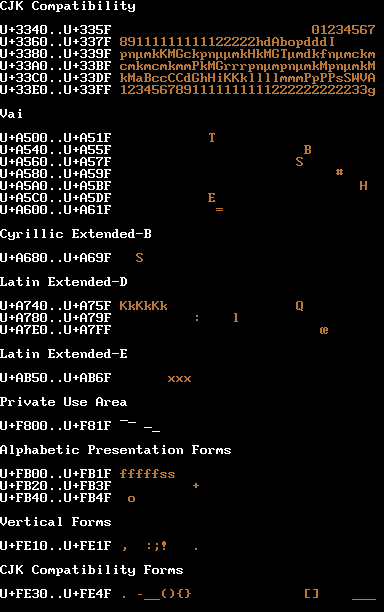 CJK Compatibility
U+3340..U+335F                         01234567
U+3360..U+337F 89111111111122222hdAbopdddI
U+3380..U+339F pnµmkKMGckpnµµmkHkMGTµmdkfnµmckm
U+33A0..U+33BF cmkmcmkmmPkMGrrrpnµmpnµmkMpnµmkM
U+33C0..U+33DF kMaBccCCdGhHiKKkllllmmmPpPPsSWVA
U+33E0..U+33FF 1234567891111111111222222222233g
Vai
U+A500..U+A51F            T
U+A540..U+A55F                        B
U+A560..U+A57F                       S
U+A580..U+A59F                            #
U+A5A0..U+A5BF                               H
U+A5C0..U+A5DF            E
U+A600..U+A61F             =
Cyrillic Extended-B
U+A680..U+A69F   S
Latin Extended-D
U+A740..U+A75F KkKkKk                Q
U+A780..U+A79F          :    l
U+A7E0..U+A7FF                          œ
Latin Extended-E
U+AB50..U+AB6F       xxx
Private Use Area
U+F800..U+F81F ⎺⎻ ⎼⎽
Alphabetic Presentation Forms
U+FB00..U+FB1F fffffss
U+FB20..U+FB3F          +
U+FB40..U+FB4F  o
Vertical Forms
U+FE10..U+FE1F ,  :;!   .
CJK Compatibility Forms
U+FE30..U+FE4F . -__(){}              []    ___